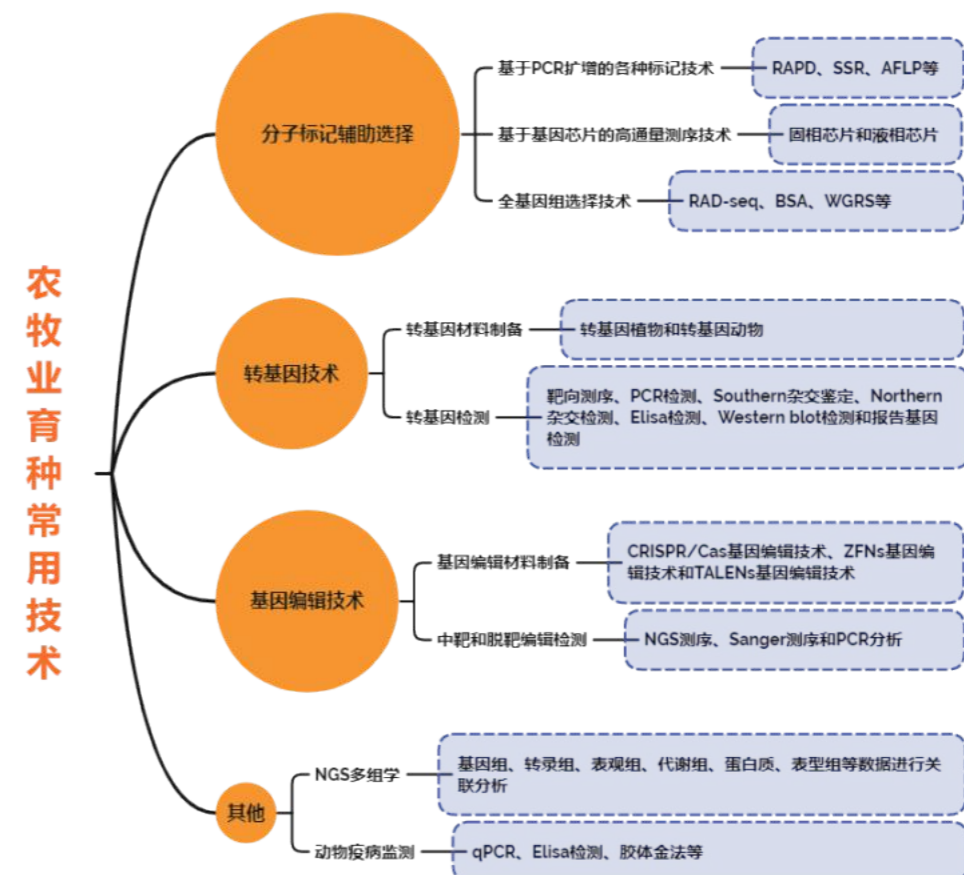 农牧业育种常用技术
分子标记辅助选择
基于PCR扩增的各种标记技术
RAPD、SSR、AFLP等
基于基因芯片的高通量测序技术
固相芯片和液相芯片
全基因组选择技术
RAD-seq、BSA、WGRS等
转基因技术
转基因材料制备
转基因植物和转基因动物
转基因检测
靶向测序、PCR检测、Southern杂交鉴定、Northern
杂交检测、Elisa检测、Western blot检测和报告基因
检测
基因编辑技术
基因编辑材料制备
CRISPR/Cas基因编辑技术、ZFNs基因编
辑技术和TALENs基因编辑技术
中靶和脱靶编辑检测
NGS测序、Sanger测序和PCR分析
其他
NGS多组学
基因组、转录组、表观组、代谢组、蛋白质、表型组等数据进行关
联分析
动物疫病监测
qPCR、Elisa检测、胶体金法等